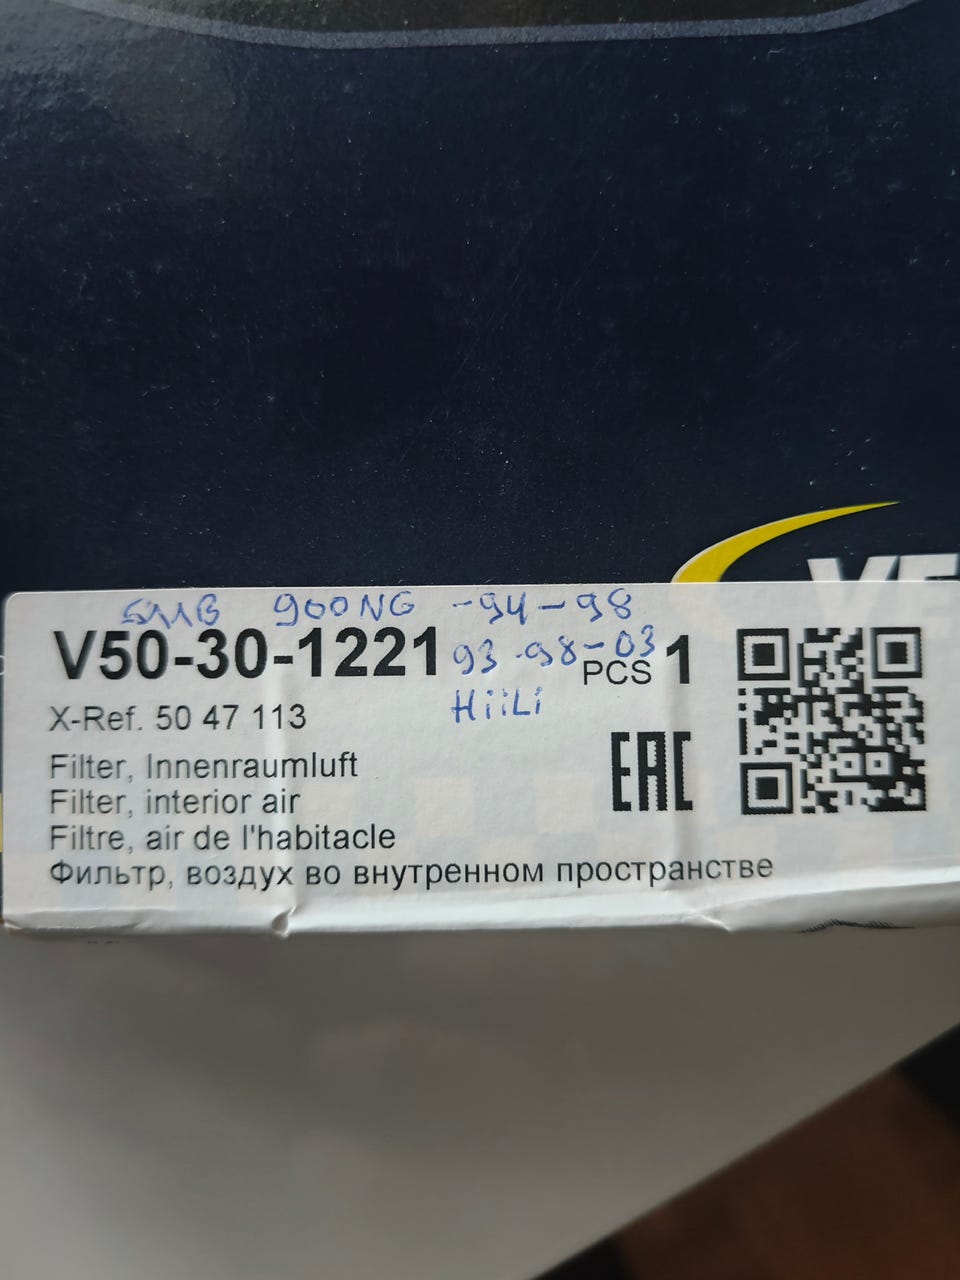 VE
900NG -94-98
V50-30-1221
93-98-03
PCS 1
X-Ref. 50 47 113
HiiLi
Filter, Innenraumluft
EAC
Filter, interior air
Filtre, air de l'habitacle
Фильтр, воздух во внутренном пространстве